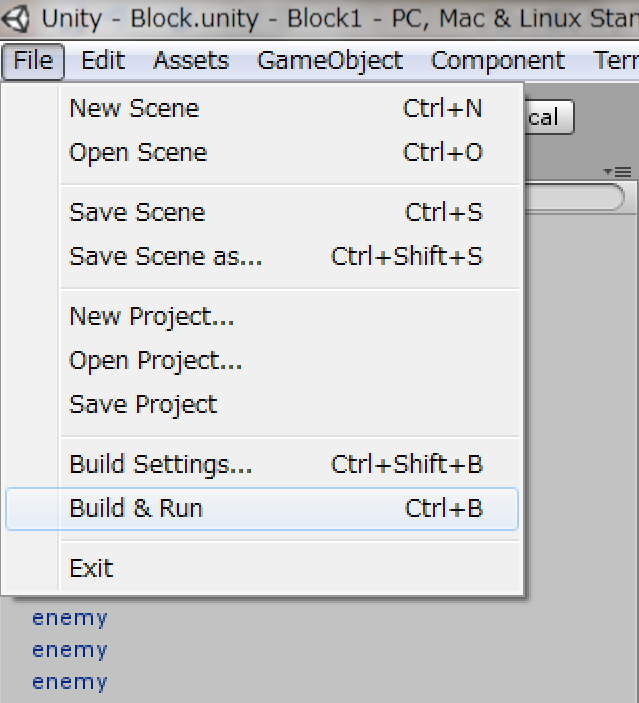 Unity - Block.unity - Block1 - PC, Mac & Linux Stan
File Edit Assets GameObject Component Terr
New Scene Ctrl+N
cal
Open Scene Ctrl+O
Save Scene Ctrl+S
Save Scene as... Ctrl+Shift+S
New Project...
Open Project...
Save Project
Build Settings... Ctrl+Shift+B
Build & Run Ctrl+B
Exit
enemy
enemy
enemy